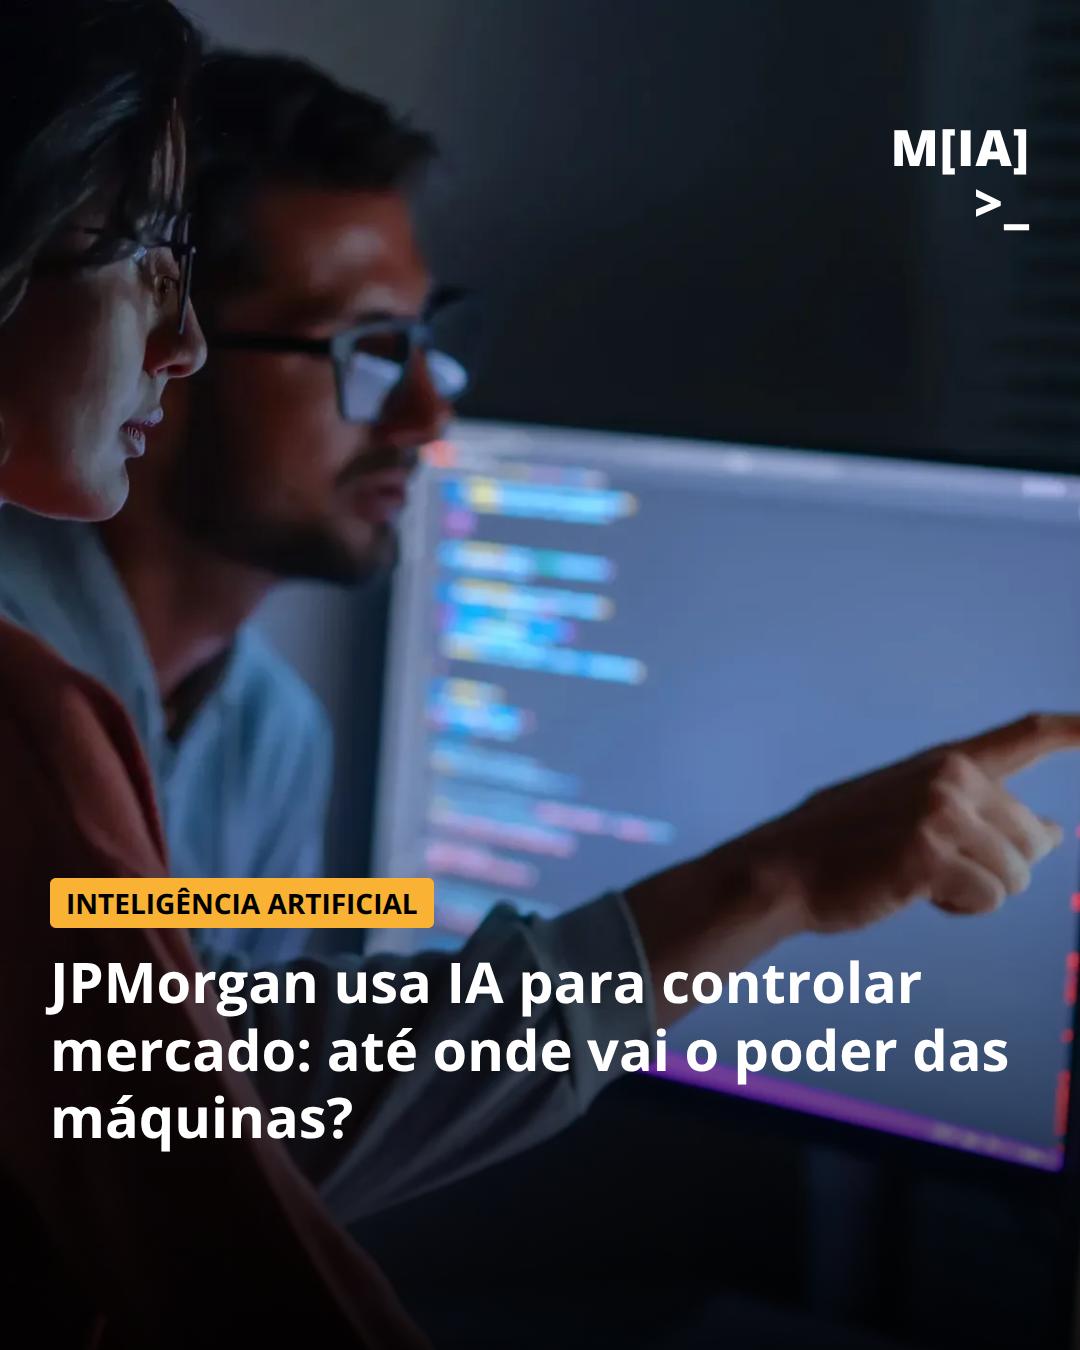 M[IA]
>_
INTELIGÊNCIA ARTIFICIAL
JPMorgan usa IA para controlar
mercado: até onde vai o poder das
máquinas?